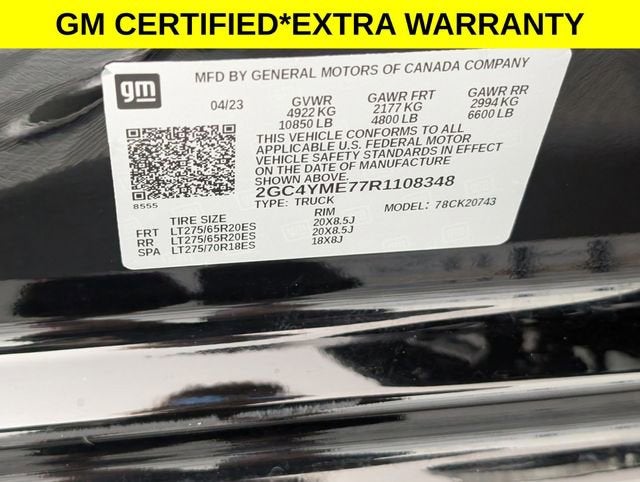 GM CERTIFIED*EXTRA WARRANTY
gm
MFD BY GENERAL MOTORS OF CANADA COMPANY
04/23 GVWR GAWR FRT GAWR RR
4922 KG 2177 KG 2994 KG
10850 LB 4800 LB 6600 LB
THIS VEHICLE CONFORMS TO ALL
APPLICABLE U.S. FEDERAL MOTOR
VEHICLE SAFETY STANDARDS IN EFFECT
ON THE DATE OF MANUFACTURE SHOWN ABOVE.
2GC4YME77R1108348
8555 TYPE: TRUCK MODEL: 78CK20743
TIRE SIZE RIM
FRT LT275/65R20ES 20X8.5J
RR LT275/65R20ES 20X8.5J
SPA LT275/70R18ES 18X8J